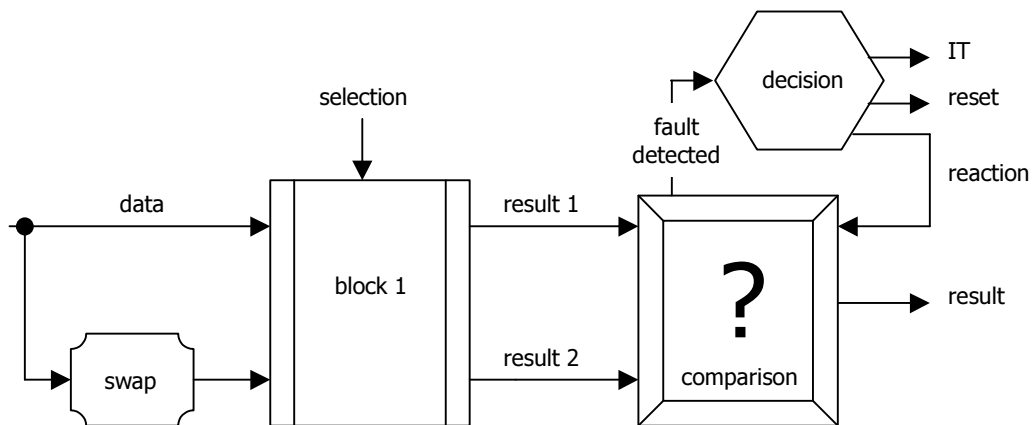 IT
decision
reset
selection
fault
detected
reaction
data
result 1
block 1
?
result
result 2
swap
comparison